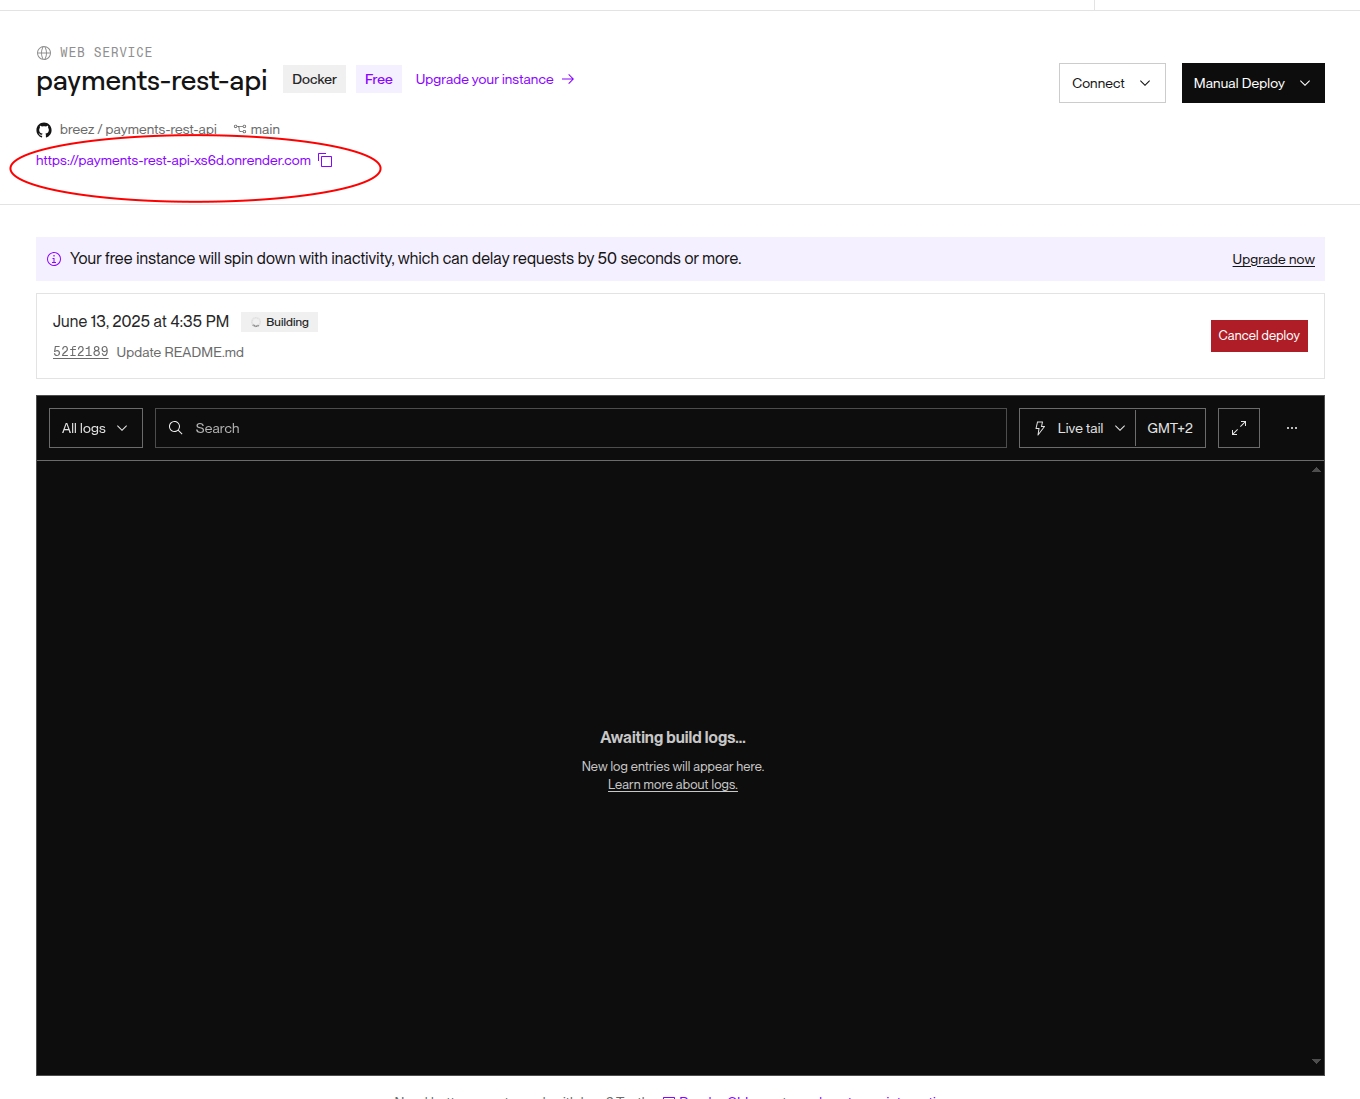 WEB SERVICE
payments-rest-api Docker Free Upgrade your instance →
Connect Manual Deploy
breez / payments-rest-api main
https://payments-rest-api-xs6d.onrender.com
Your free instance will spin down with inactivity, which can delay requests by 50 seconds or more. Upgrade now
June 13, 2025 at 4:35 PM Building
52f2189 Update README.md
Cancel deploy
All logs Search Live tail GMT+2 ...
Awaiting build logs...
New log entries will appear here.
Learn more about logs.